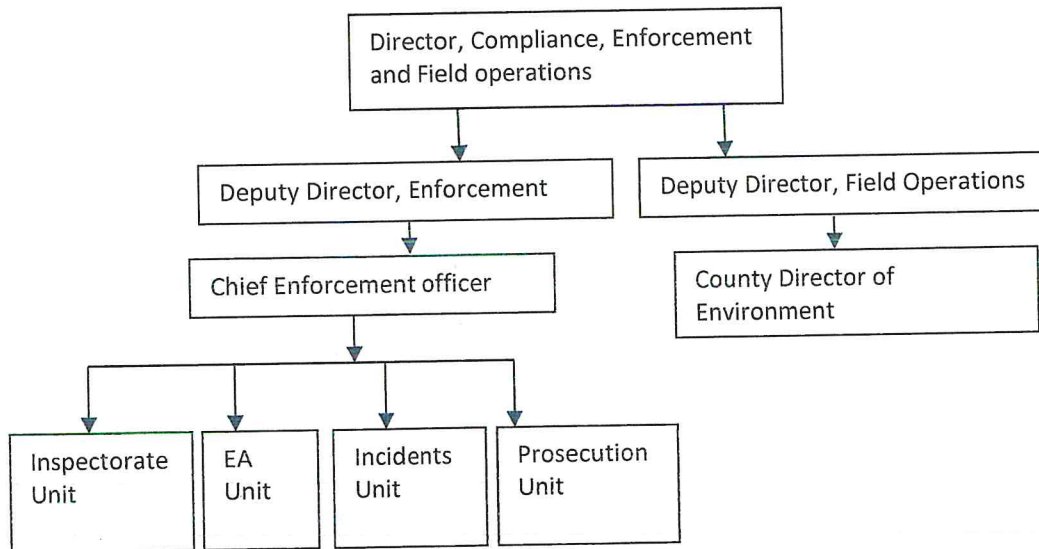 Director, Compliance, Enforcement
and Field operations
Deputy Director, Enforcement
Deputy Director, Field Operations
Chief Enforcement officer
County Director of
Environment
Inspectorate
Unit
EA
Unit
Incidents
Unit
Prosecution
Unit